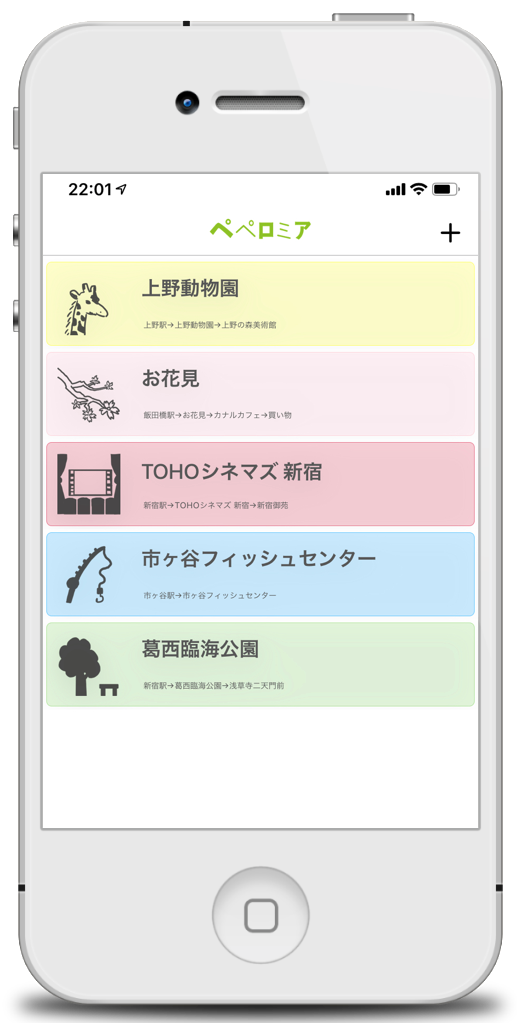 22:01
ペペロミア
上野動物園
上野駅→上野動物園→上野の森美術館
お花見
飯田橋駅→お花見→カナルカフェ→買い物
TOHOシネマズ 新宿
新宿駅→TOHOシネマズ 新宿→新宿御苑
市ヶ谷フィッシュセンター
市ヶ谷駅→市ヶ谷フィッシュセンター
葛西臨海公園
新宿駅→葛西臨海公園→浅草寺二天門前